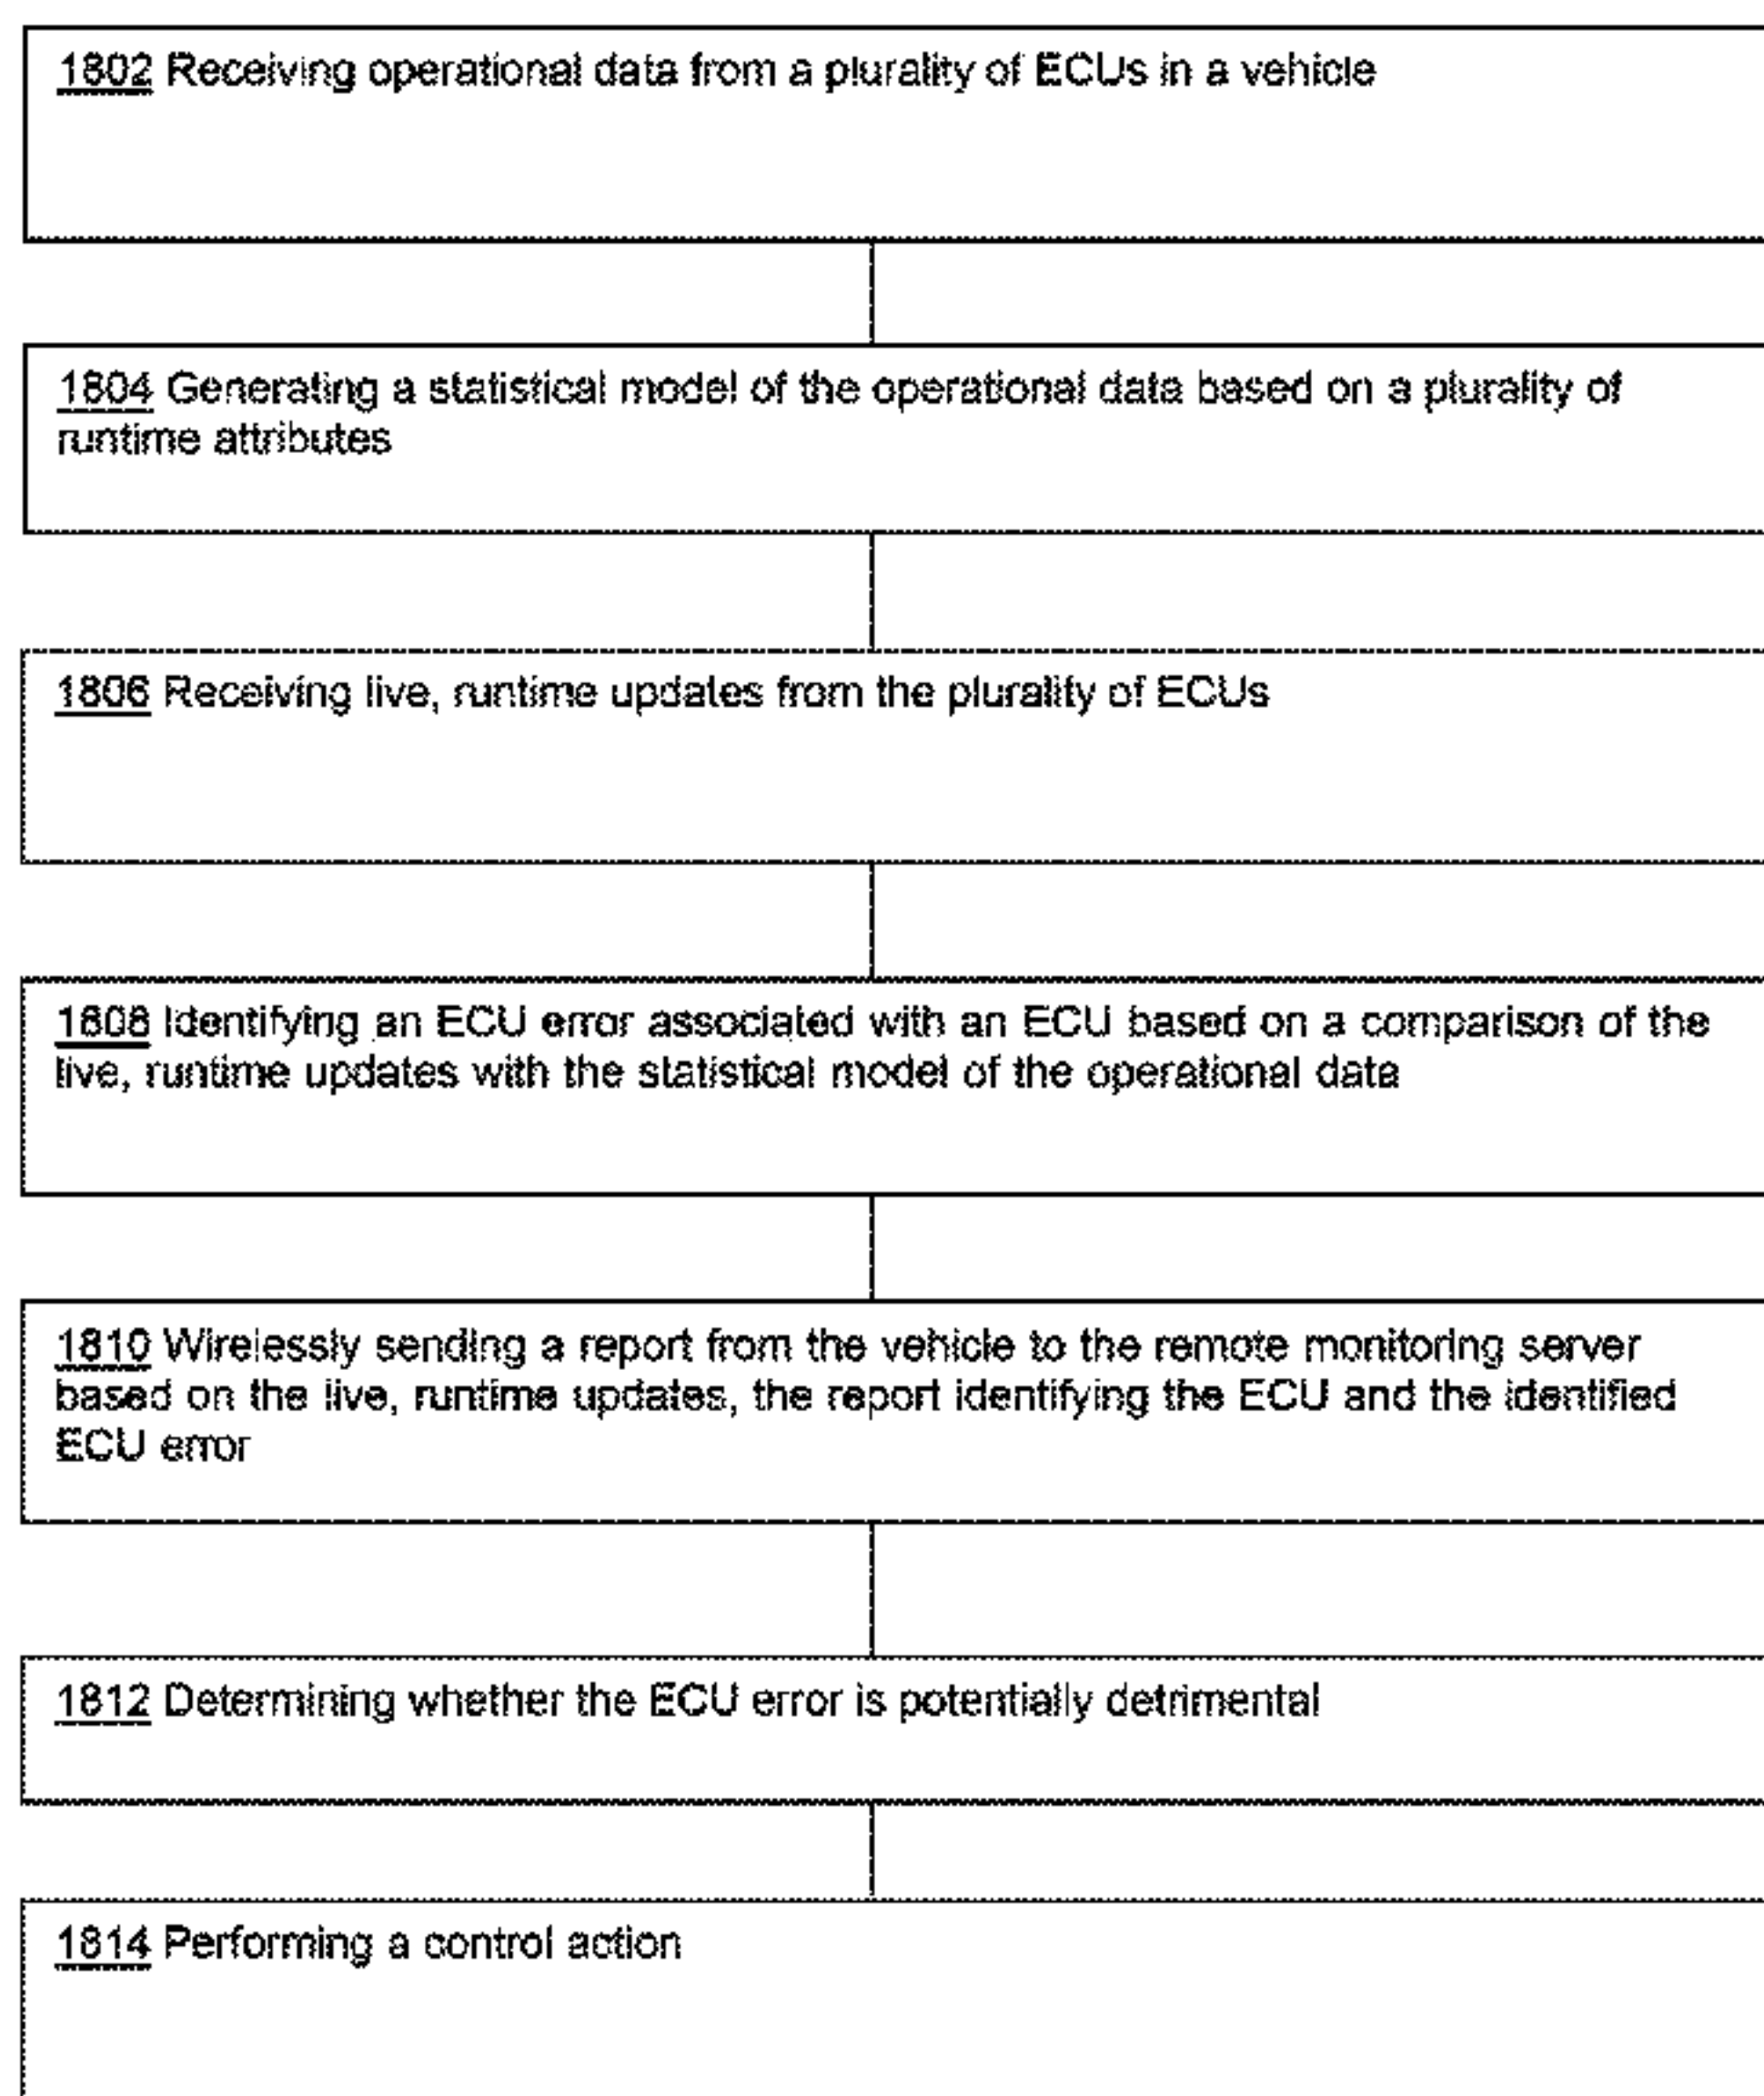 1802 Receiving operational data from a plurality of ECUs in a vehicle
1804 Generating a statistical model of the operational data based on a plurality of
runtime attributes
1806 Receiving live, runtime updates from the plurality of ECUs
1808 Identifying an ECU error associated with an ECU based on a comparison of the
live, runtime updates with the statistical model of the operational data
1810 Wirelessly sending a report from the vehicle to the remote monitoring server
based on the live, runtime updates, the report identifying the ECU and the identified
ECU error
1812 Determining whether the ECU error is potentially detrimental
1814 Performing a control action